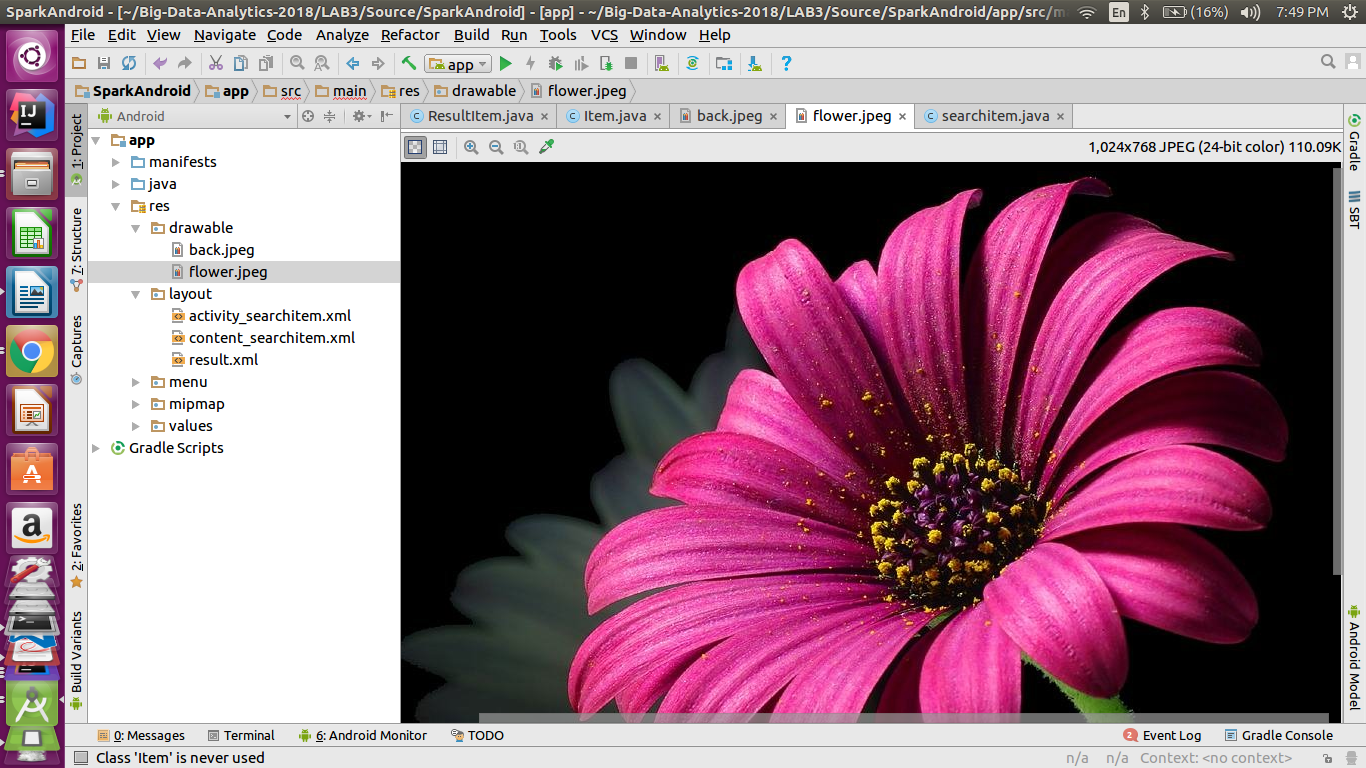 SparkAndroid - [~/Big-Data-Analytics-2018/LAB3/Source/SparkAndroid] - [app] - ~/Big-Data-Analytics-2018/LAB3/Source/SparkAndroid/app/src/m
En
(16%)
7:49 PM
File Edit View Navigate Code Analyze Refactor Build Run Tools VCS Window Help
app
SparkAndroid app src main res drawable flower.jpeg
Android
ResultItem.java Item.java back.jpeg flower.jpeg searchitem.java
1,024x768 JPEG (24-bit color) 110.09K
app
manifests
java
res
drawable
back.jpeg
flower.jpeg
layout
activity_searchitem.xml
content_searchitem.xml
result.xml
menu
mipmap
values
Gradle Scripts
1: Project
7: Structure
Captures
2: Favorites
Build Variants
IJ
A
a
Gradle
SBT
Android Model
0: Messages Terminal 6: Android Monitor TODO
2 Event Log Gradle Console
Class 'Item' is never used
n/a n/a Context: <no context>